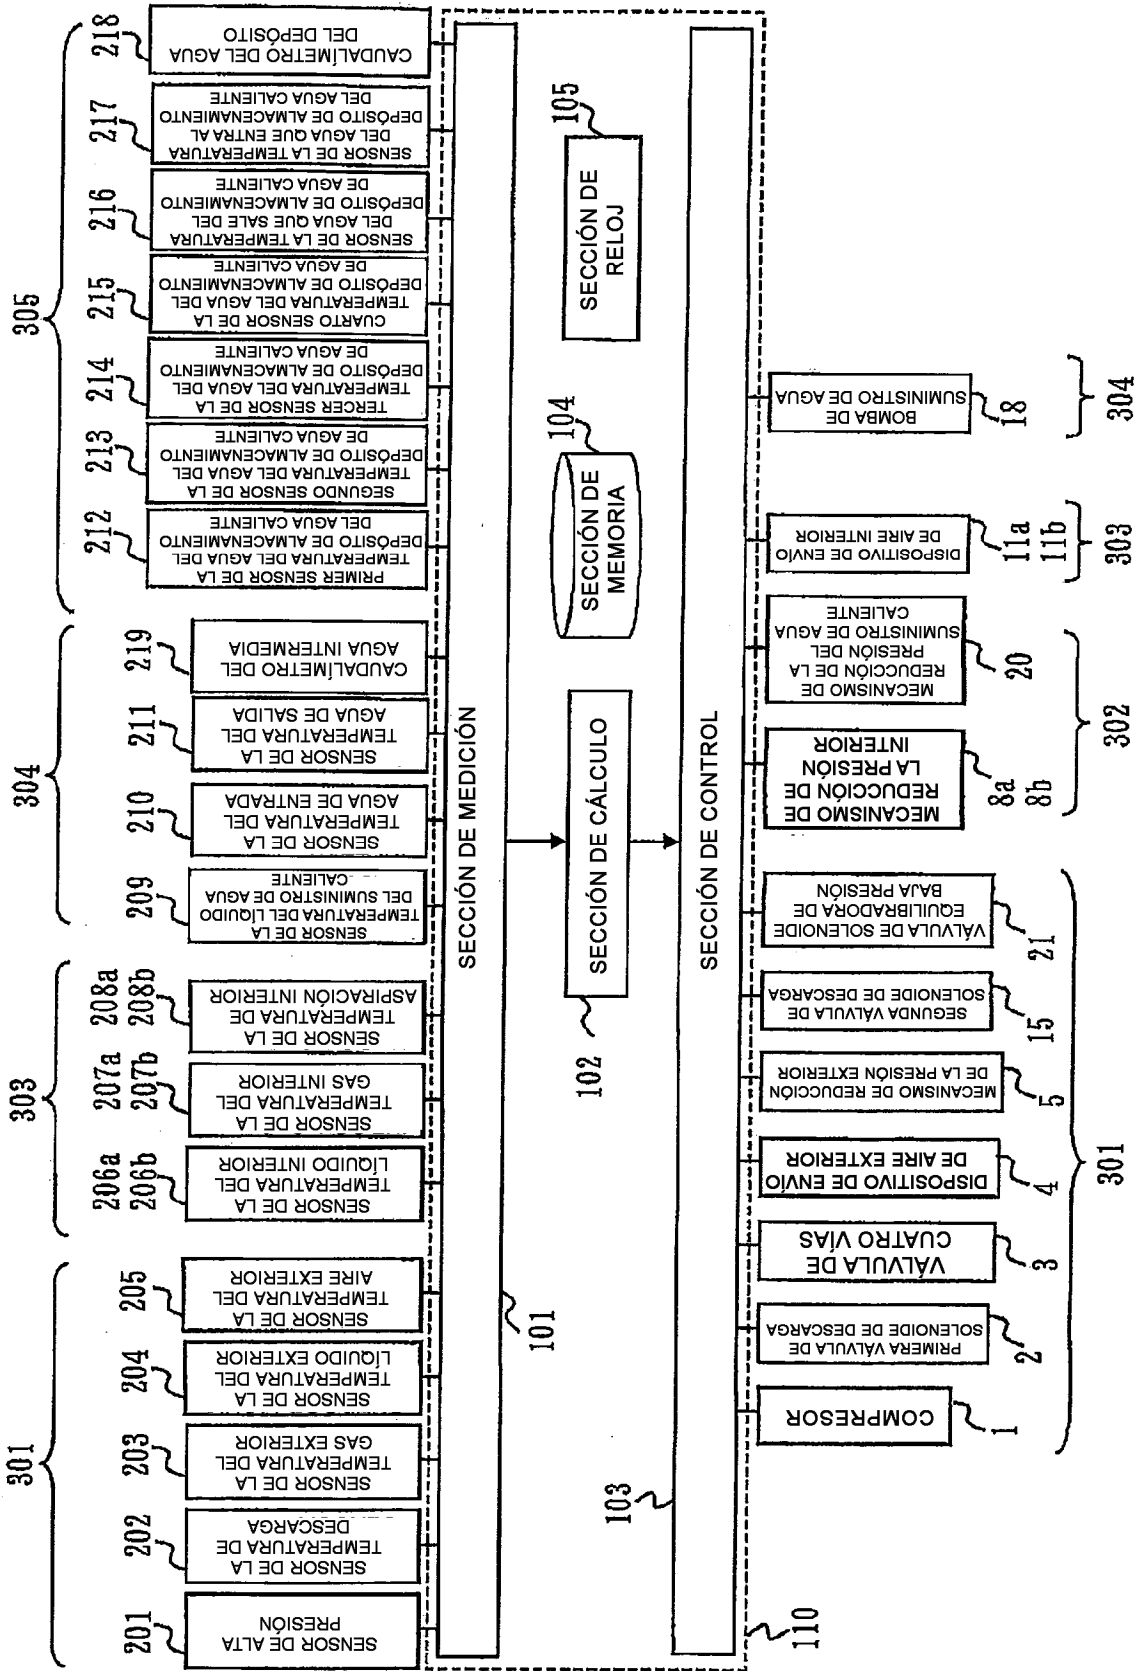 301
201
SENSOR DE ALTA
PRESIÓN
202
SENSOR DE LA
TEMPERATURA DE
DESCARGA
203
SENSOR DE LA
TEMPERATURA DEL
GAS EXTERIOR
204
SENSOR DE LA
TEMPERATURA DEL
LÍQUIDO EXTERIOR
205
SENSOR DE LA
TEMPERATURA DEL
AIRE EXTERIOR
303
206a
206b
SENSOR DE LA
TEMPERATURA DEL
LÍQUIDO INTERIOR
207a
207b
SENSOR DE LA
TEMPERATURA DEL
GAS INTERIOR
208a
208b
SENSOR DE LA
TEMPERATURA DE
ASPIRACIÓN INTERIOR
304
209
SENSOR DE LA
TEMPERATURA DEL LÍQUIDO
DEL SUMINISTRO DE AGUA
CALIENTE
210
SENSOR DE LA
TEMPERATURA DEL
AGUA DE ENTRADA
211
SENSOR DE LA
TEMPERATURA DEL
AGUA DE SALIDA
219
CAUDALÍMETRO DEL
AGUA INTERMEDIA
305
212
PRIMER SENSOR DE LA
TEMPERATURA DEL AGUA DEL
DEPÓSITO DE ALMACENAMIENTO
DEL AGUA CALIENTE
213
SEGUNDO SENSOR DE LA
TEMPERATURA DEL AGUA DEL
DEPÓSITO DE ALMACENAMIENTO
DE AGUA CALIENTE
214
TERCER SENSOR DE LA
TEMPERATURA DEL AGUA DEL
DEPÓSITO DE ALMACENAMIENTO
DE AGUA CALIENTE
215
CUARTO SENSOR DE LA
TEMPERATURA DEL AGUA DEL
DEPÓSITO DE ALMACENAMIENTO
DE AGUA CALIENTE
216
SENSOR DE LA TEMPERATURA
DEL AGUA QUE SALE DEL
DEPÓSITO DE ALMACENAMIENTO
DE AGUA CALIENTE
217
SENSOR DE LA TEMPERATURA
DEL AGUA QUE ENTRA AL
DEPÓSITO DE ALMACENAMIENTO
DEL AGUA CALIENTE
218
CAUDALÍMETRO DEL AGUA
DEL DEPÓSITO
SECCIÓN DE MEDICIÓN
101
102
SECCIÓN DE CÁLCULO
104
SECCIÓN DE
MEMORIA
105
SECCIÓN DE
RELOJ
103
SECCIÓN DE CONTROL
110
COMPRESOR
1
PRIMERA VÁLVULA DE
SOLENOIDE DE DESCARGA
2
VÁLVULA DE
CUATRO VÍAS
3
DISPOSITIVO DE ENVÍO
DE AIRE EXTERIOR
4
MECANISMO DE REDUCCIÓN
DE LA PRESIÓN EXTERIOR
5
SEGUNDA VÁLVULA DE
SOLENOIDE DE DESCARGA
15
VÁLVULA DE SOLENOIDE
EQUILIBRADORA DE
BAJA PRESIÓN
21
301
MECANISMO DE
REDUCCIÓN DE
LA PRESIÓN
INTERIOR
8a
8b
MECANISMO DE
REDUCCIÓN DE LA
PRESIÓN DEL
SUMINISTRO DE AGUA
CALIENTE
20
302
DISPOSITIVO DE ENVÍO
DE AIRE INTERIOR
11a
11b
303
BOMBA DE
SUMINISTRO DE AGUA
18
304